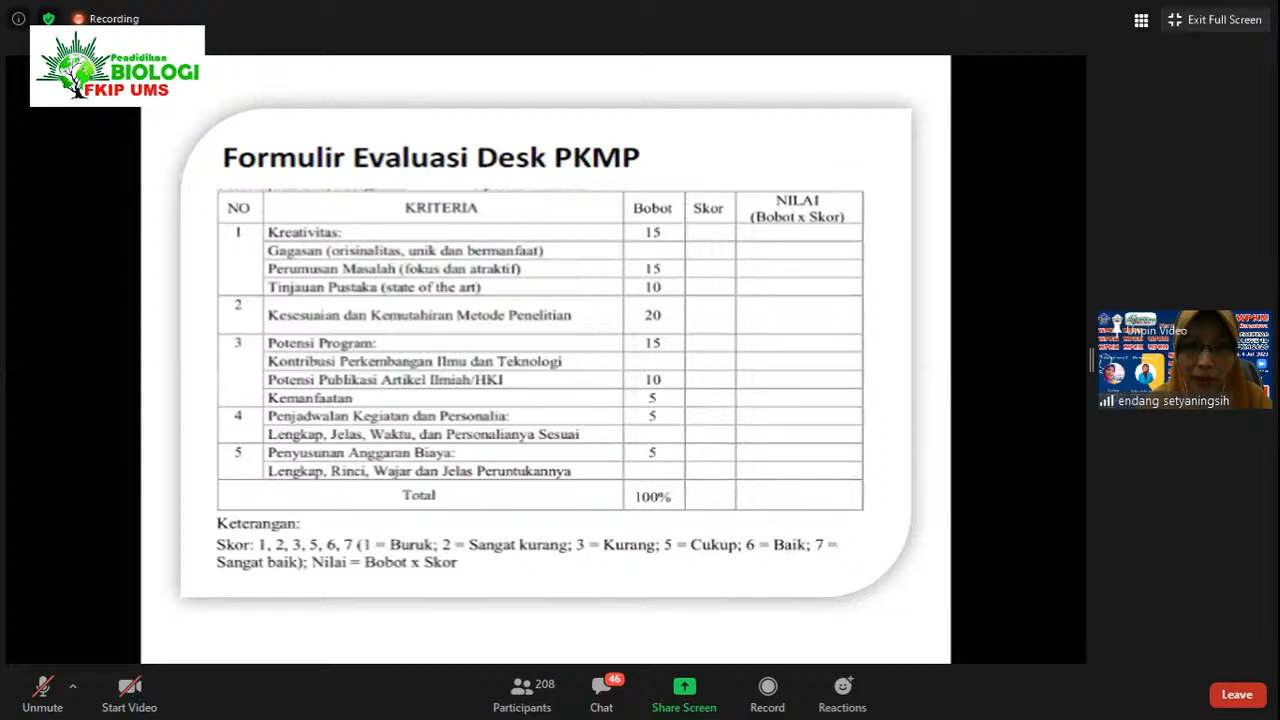 Recording
Exit Full Screen
Pendidikan
BIOLOGI
FKIP UMS
Formulir Evaluasi Desk PKMP
NO KRITERIA Bobot Skor NILAI (Bobot x Skor)
1 Kreativitas: 15
Gagasan (orisinalitas, unik dan bermanfaat)
Perumusan Masalah (fokus dan atraktif) 15
Tinjauan Pustaka (state of the art) 10
2 Kesesuaian dan Kemutahiran Metode Penelitian 20
3 Potensi Program: 15
Kontribusi Perkembangan Ilmu dan Teknologi
Potensi Publikasi Artikel Ilmiah/HKI 10
Kemanfaatan 5
4 Penjadwalan Kegiatan dan Personalia: 5
Lengkap, Jelas, Waktu, dan Personalianya Sesuai
5 Penyusunan Anggaran Biaya: 5
Lengkap, Rinci, Wajar dan Jelas Peruntukannya
Total 100%
Keterangan:
Skor: 1, 2, 3, 5, 6, 7 (1 = Buruk; 2 = Sangat kurang; 3 = Kurang; 5 = Cukup; 6 = Baik; 7 =
Sangat baik); Nilai = Bobot x Skor
Unpin Video
endang setyaningsih
Unmute
Start Video
208
Participants
46
Chat
Share Screen
Record
Reactions
Leave